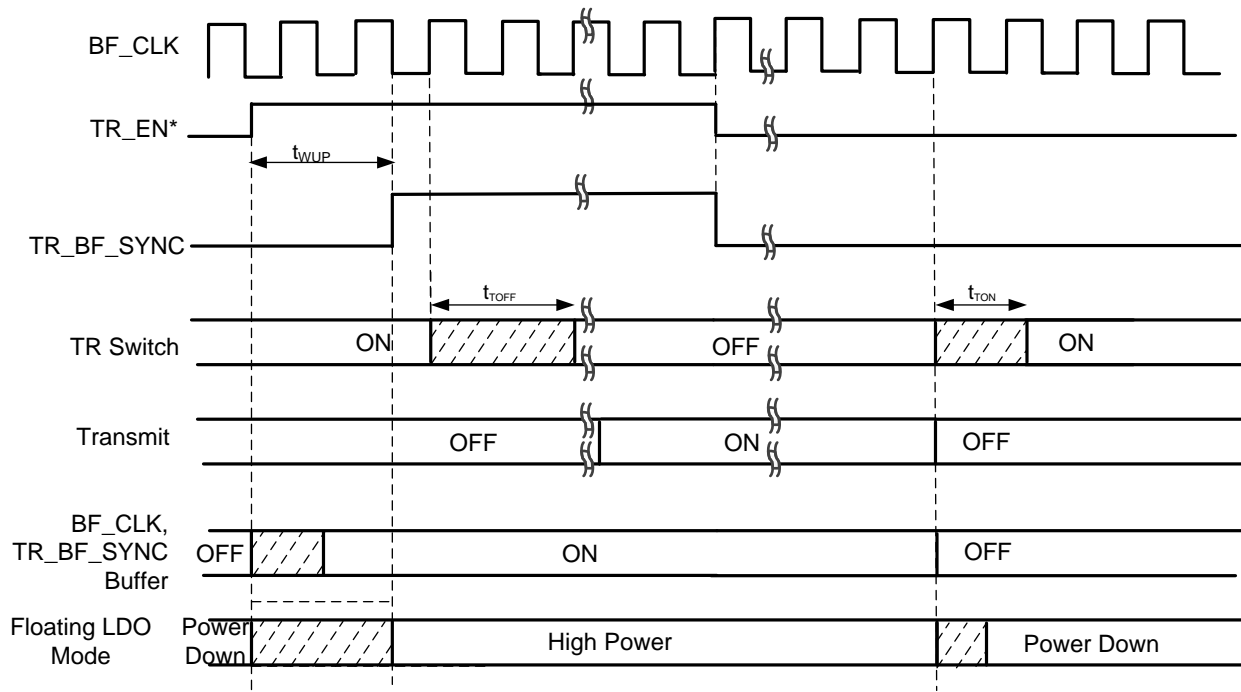 BF_CLK
TR_EN*
tWUP
TR_BF_SYNC
tTOFF
tTON
TR Switch
ON
OFF
ON
Transmit
OFF
ON
OFF
BF_CLK,
TR_BF_SYNC
Buffer
OFF
ON
OFF
Floating LDO
Mode
Power
Down
High Power
Power Down